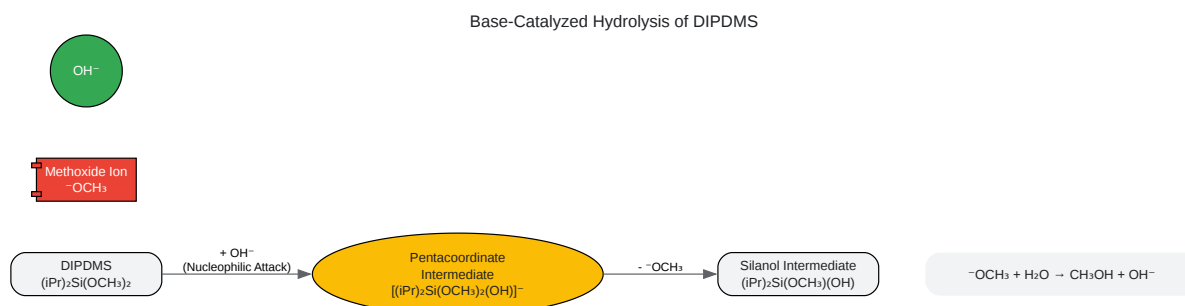 Base-Catalyzed Hydrolysis of DIPDMS
OH⁻
Methoxide Ion
⁻OCH₃
DIPDMS
(iPr)₂Si(OCH₃)₂
+ OH⁻
(Nucleophilic Attack)
Pentacoordinate
Intermediate
[(iPr)₂Si(OCH₃)₂(OH)]⁻
- ⁻OCH₃
Silanol Intermediate
(iPr)₂Si(OCH₃)(OH)
⁻OCH₃ + H₂O → CH₃OH + OH⁻